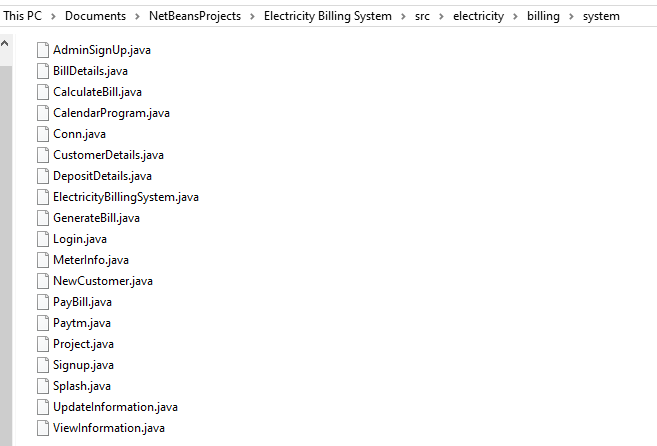 This PC > Documents > NetBeansProjects > Electricity Billing System > src > electricity > billing > system
AdminSignUp.java
BillDetails.java
CalculateBill.java
CalendarProgram.java
Conn.java
CustomerDetails.java
DepositDetails.java
ElectricityBillingSystem.java
GenerateBill.java
Login.java
MeterInfo.java
NewCustomer.java
PayBill.java
Paytm.java
Project.java
Signup.java
Splash.java
UpdateInformation.java
ViewInformation.java